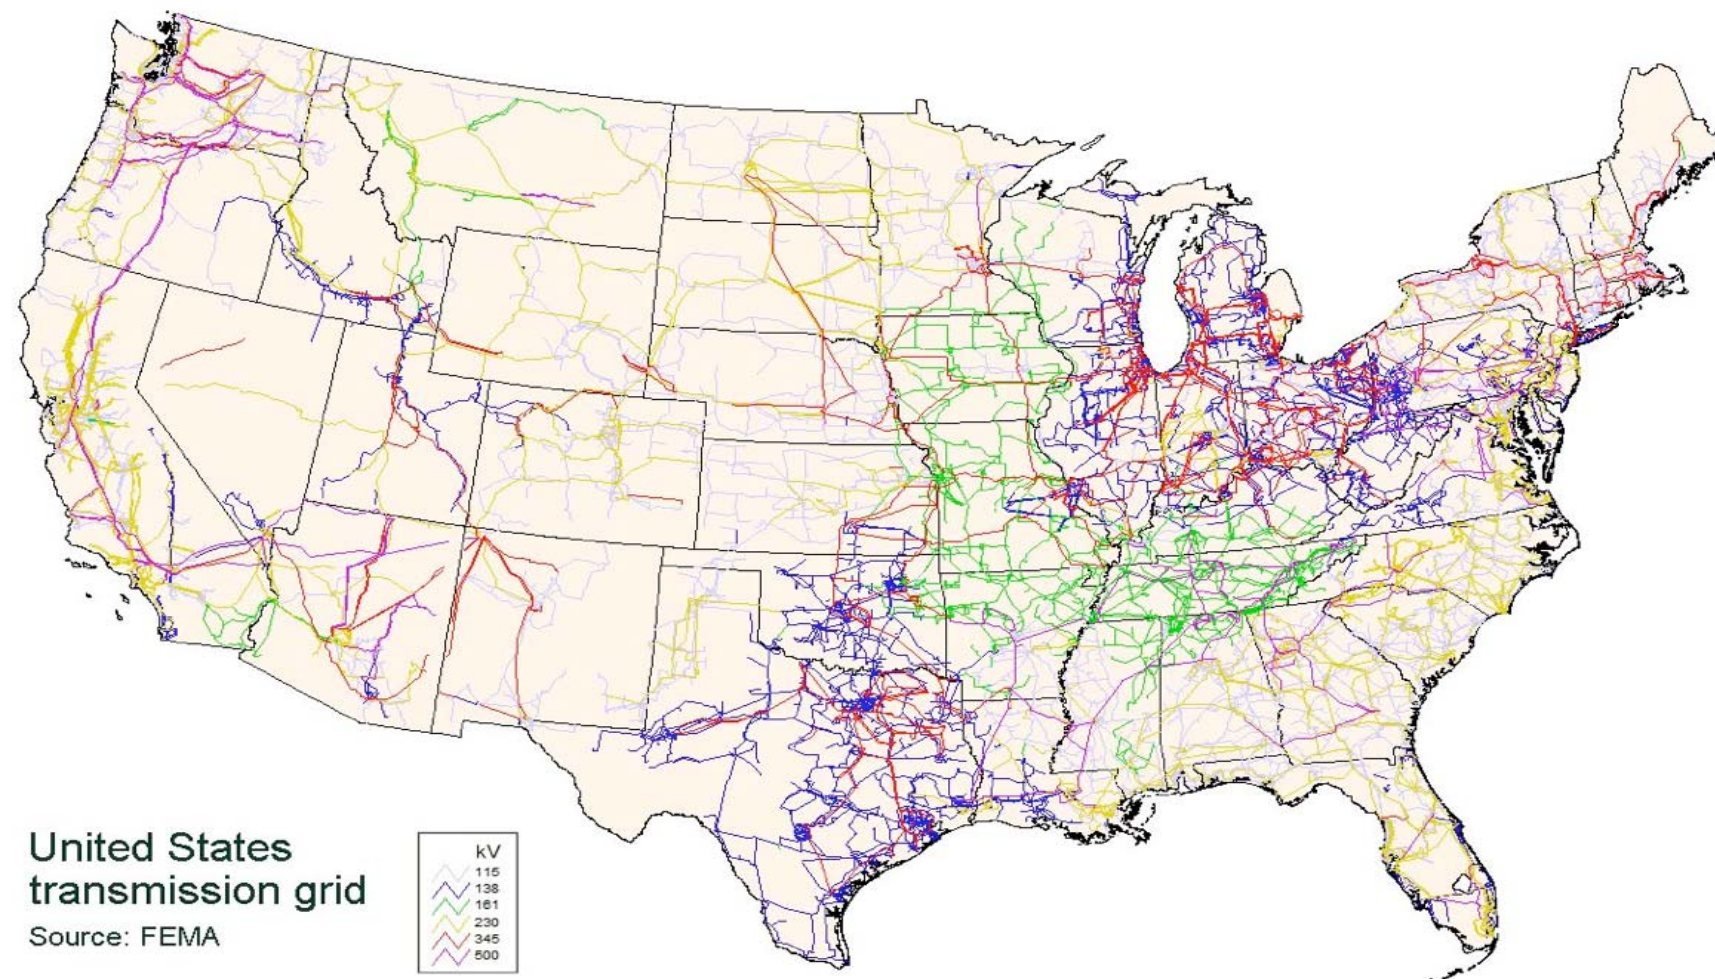 United States
transmission grid
Source: FEMA
kV
115
138
161
230
345
500